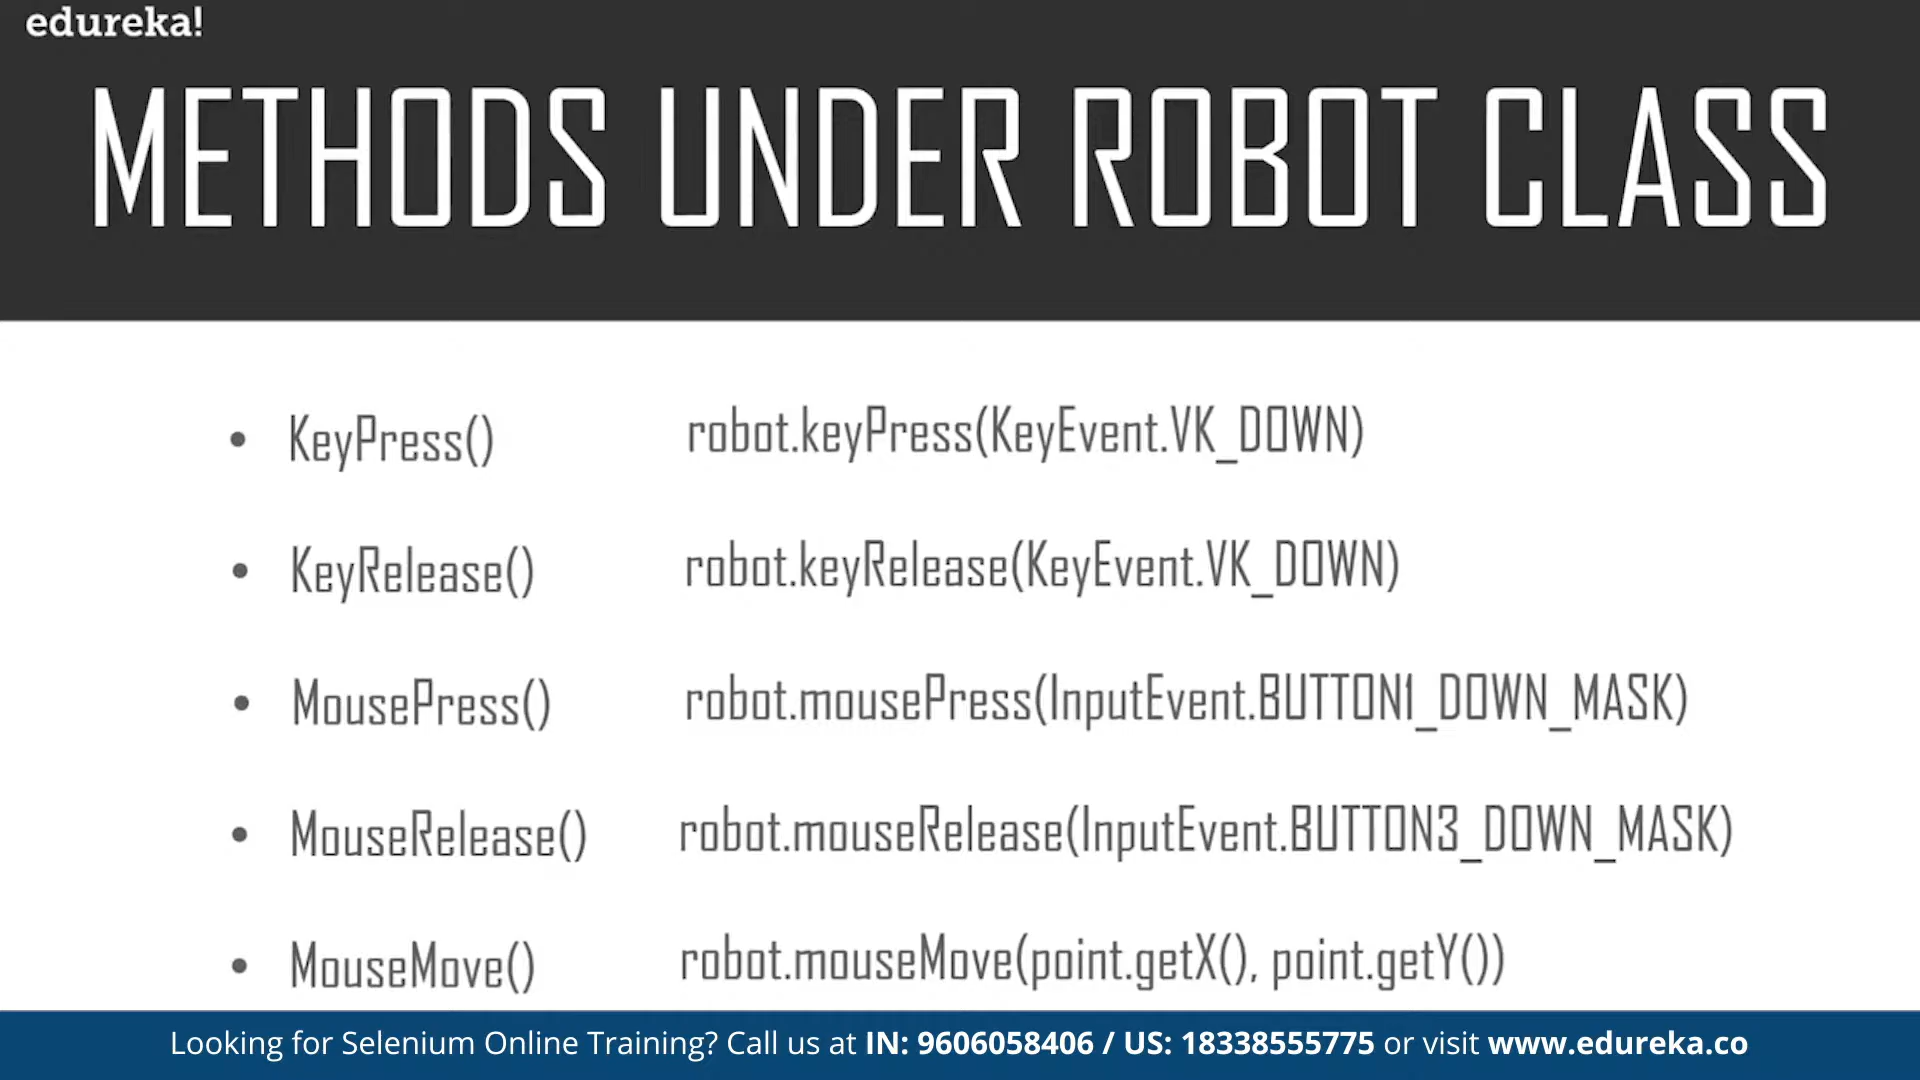 edureka!
METHODS UNDER ROBOT CLASS
• KeyPress() robot.keyPress(KeyEvent.VK_DOWN)
• KeyRelease() robot.keyRelease(KeyEvent.VK_DOWN)
• MousePress() robot.mousePress(InputEvent.BUTTON1_DOWN_MASK)
• MouseRelease() robot.mouseRelease(InputEvent.BUTTON3_DOWN_MASK)
• MouseMove() robot.mouseMove(point.getX(), point.getY())
Looking for Selenium Online Training? Call us at IN: 9606058406 / US: 18338555775 or visit www.edureka.co